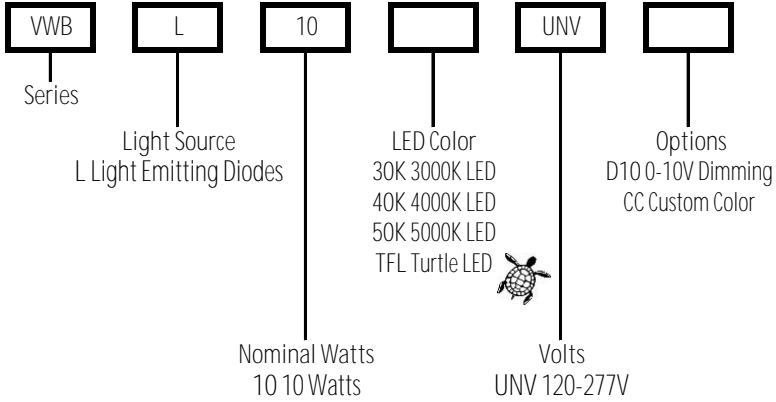 VWB L 10 UNV
Series
Light Source
L Light Emitting Diodes
LED Color
30K 3000K LED
40K 4000K LED
50K 5000K LED
TFL Turtle LED
Options
D10 0-10V Dimming
CC Custom Color
Nominal Watts
10 10 Watts
Volts
UNV 120-277V